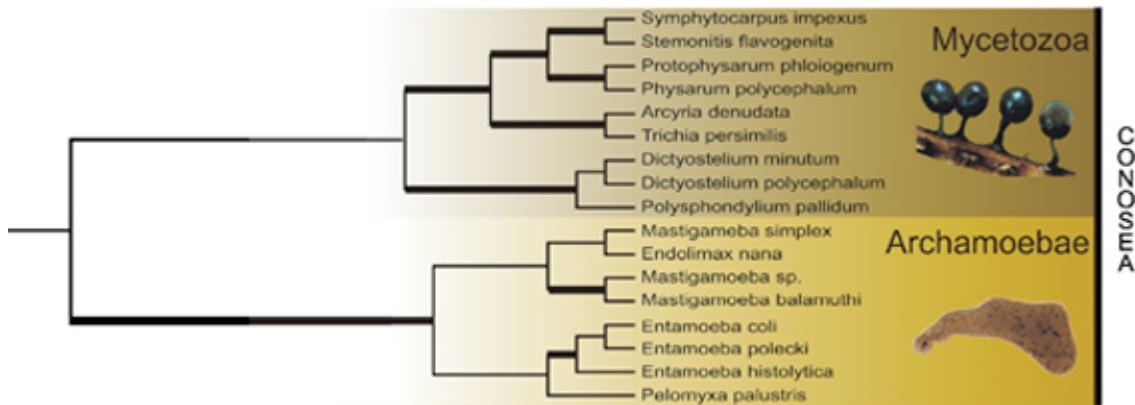 Symphytocarpus impexus
Stemonitis flavogenita
Mycetozoa
Protophysarum phloiogenum
Physarum polycephalum
Arcyria denudata
Trichia persimilis
Dictyostelium minutum
Dictyostelium polycephalum
Polysphondylium pallidum
Mastigameba simplex
Archamoebae
Endolimax nana
Mastigamoeba sp.
Mastigamoeba balamuthi
Entamoeba coli
Entamoeba polecki
Entamoeba histolytica
Pelomyxa palustris
CONOSEA